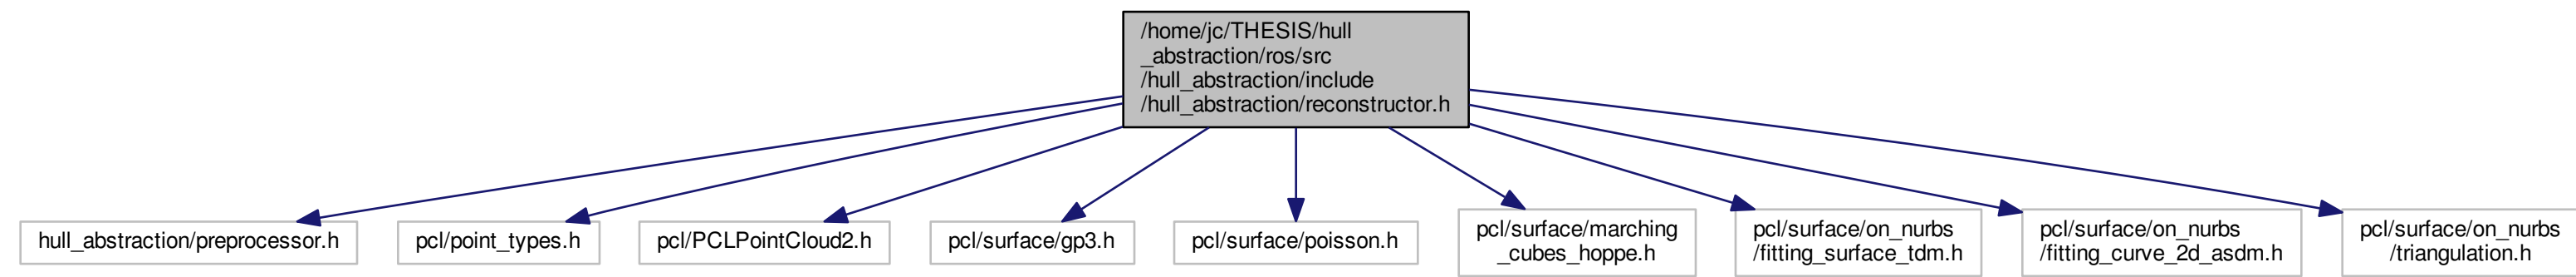 /home/jc/THESIS/hull
_abstraction/ros/src
/hull_abstraction/include
/hull_abstraction/reconstructor.h
hull_abstraction/preprocessor.h
pcl/point_types.h
pcl/PCLPointCloud2.h
pcl/surface/gp3.h
pcl/surface/poisson.h
pcl/surface/marching
_cubes_hoppe.h
pcl/surface/on_nurbs
/fitting_surface_tdm.h
pcl/surface/on_nurbs
/fitting_curve_2d_asdm.h
pcl/surface/on_nurbs
/triangulation.h